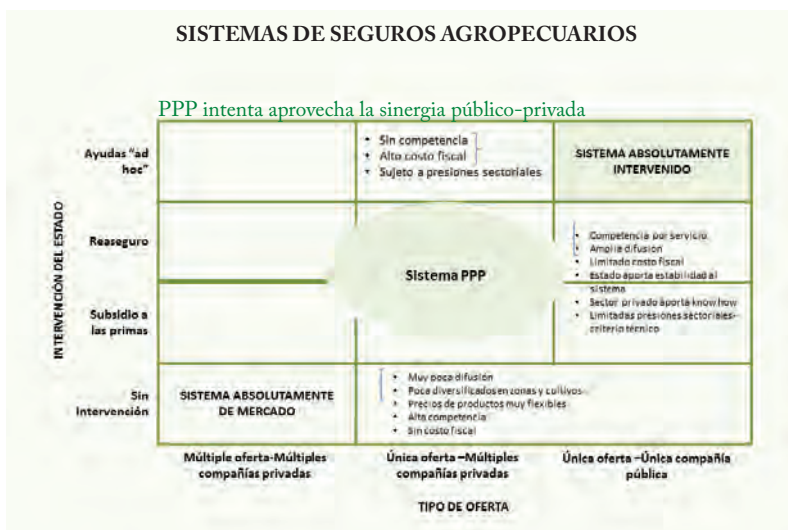 SISTEMAS DE SEGUROS AGROPECUARIOS
PPP intenta aprovecha la sinergia público-privada
INTERVENCIÓN DEL ESTADO
Ayudas "ad
hoc"
• Sin competencia
• Alto costo fiscal
• Sujeto a presiones sectoriales
SISTEMA ABSOLUTAMENTE
INTERVENIDO
Reaseguro
Sistema PPP
• Competencia por servicio
• Amplia difusión
• Limitado costo fiscal
• Estado aporta estabilidad al
sistema
• Sector privado aporta know how
• Limitadas presiones sectoriales-
criterio técnico
Subsidio a
las primas
Sin
Intervención
SISTEMA ABSOLUTAMENTE
DE MERCADO
• Muy poca difusión
• Poca diversificados en zonas y cultivos
• Precios de productos muy flexibles
• Alta competencia
• Sin costo fiscal
Múltiple oferta-Múltiples
compañías privadas
Única oferta –Múltiples
compañías privadas
Única oferta –Única compañía
pública
TIPO DE OFERTA